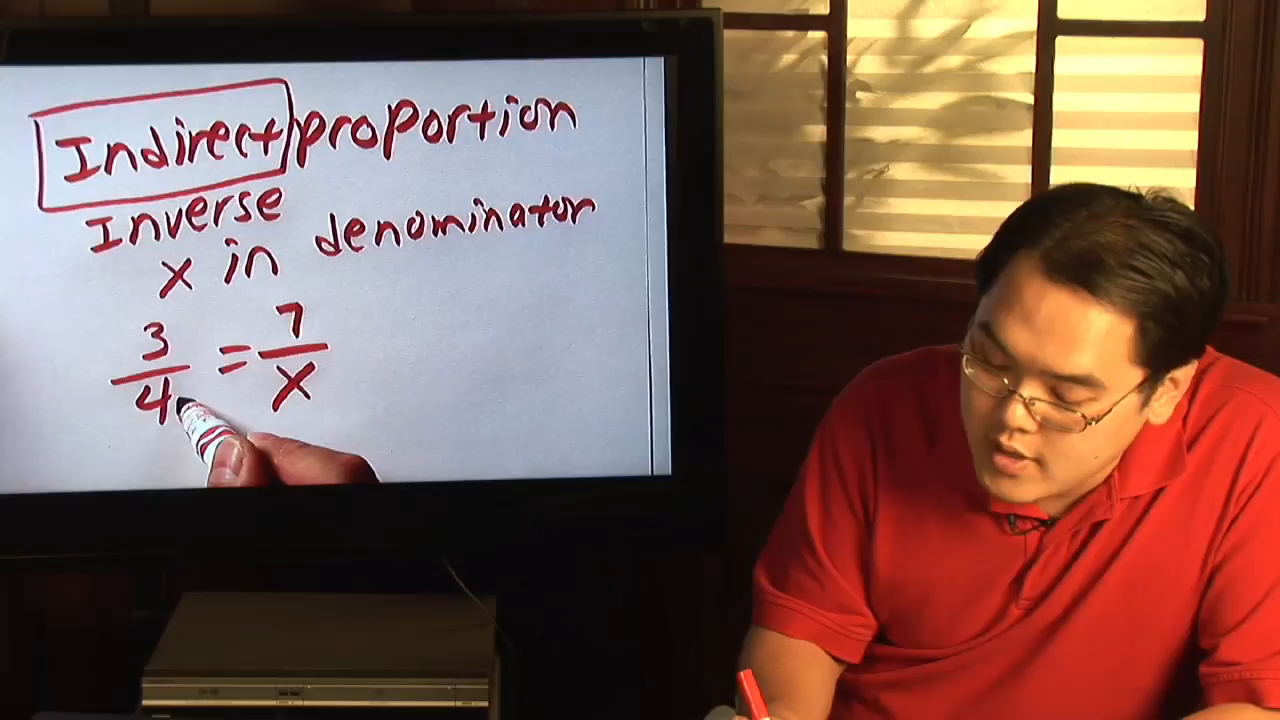 Indirect proportion
Inverse
x in denominator
3/4 = 7/x